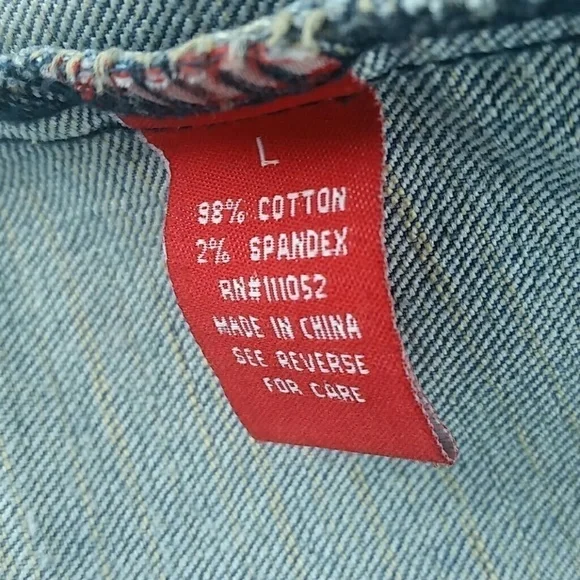 L
98% COTTON
2% SPANDEX
RN#111052
MADE IN CHINA
SEE REVERSE
FOR CARE